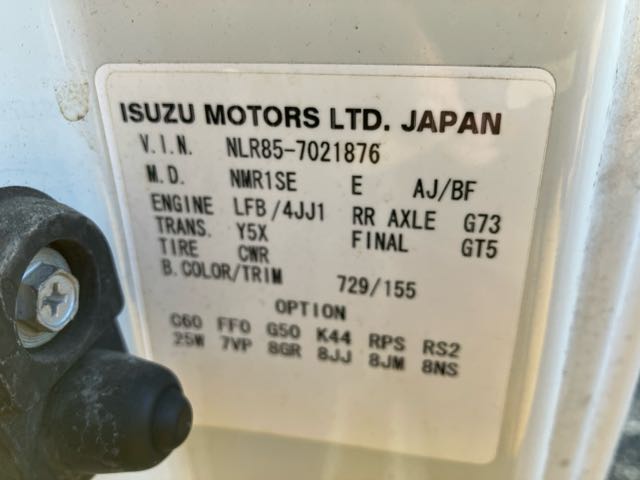 ISUZU MOTORS LTD. JAPAN
V.I.N. NLR85-7021876
M.D. NMR1SE E AJ/BF
ENGINE LFB/4JJ1 RR AXLE G73
TRANS. Y5X FINAL GT5
TIRE CWR
B.COLOR/TRIM 729/155
OPTION
C60 FF0 G50 K44 RPS RS2
25W 7VP 8GR 8JJ 8JM 8NS